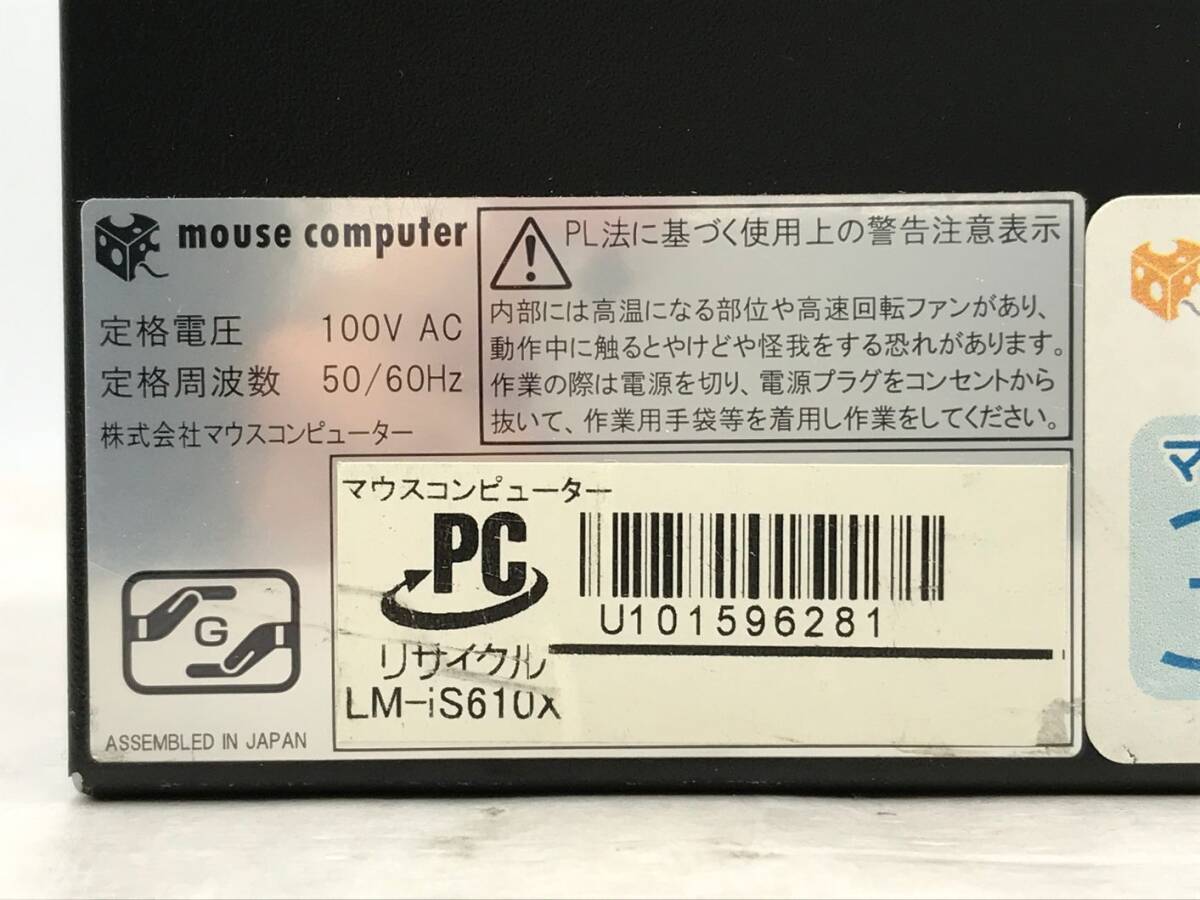 mouse computer
定格電圧 100V AC
定格周波数 50/60Hz
株式会社マウスコンピューター
PL法に基づく使用上の警告注意表示
内部には高温になる部位や高速回転ファンがあり、
動作中に触るとやけどや怪我をする恐れがあります。
作業の際は電源を切り、電源プラグをコンセントから
抜いて、作業用手袋等を着用し作業をしてください。
マウスコンピューター
PC
U101596281
リサイクル
LM-iS610X
G
ASSEMBLED IN JAPAN